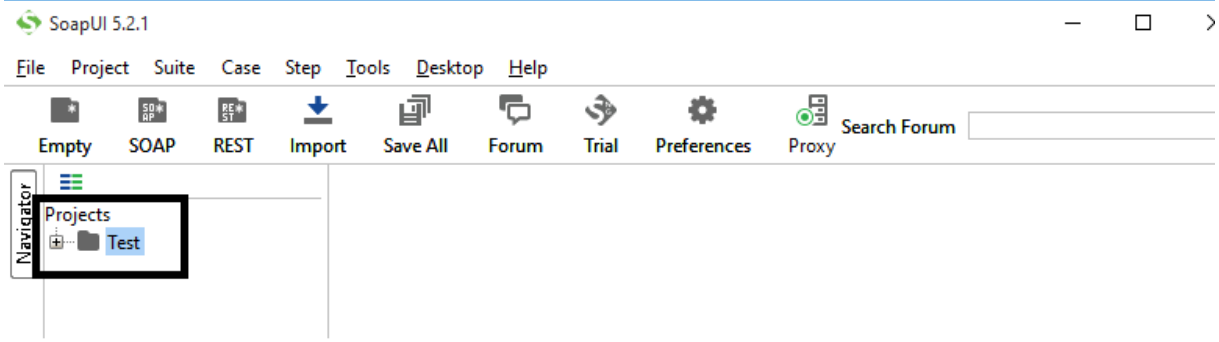 SoapUI 5.2.1
File Project Suite Case Step Tools Desktop Help
Empty SOAP REST Import Save All Forum Trial Preferences Proxy Search Forum
Navigator
Projects
Test